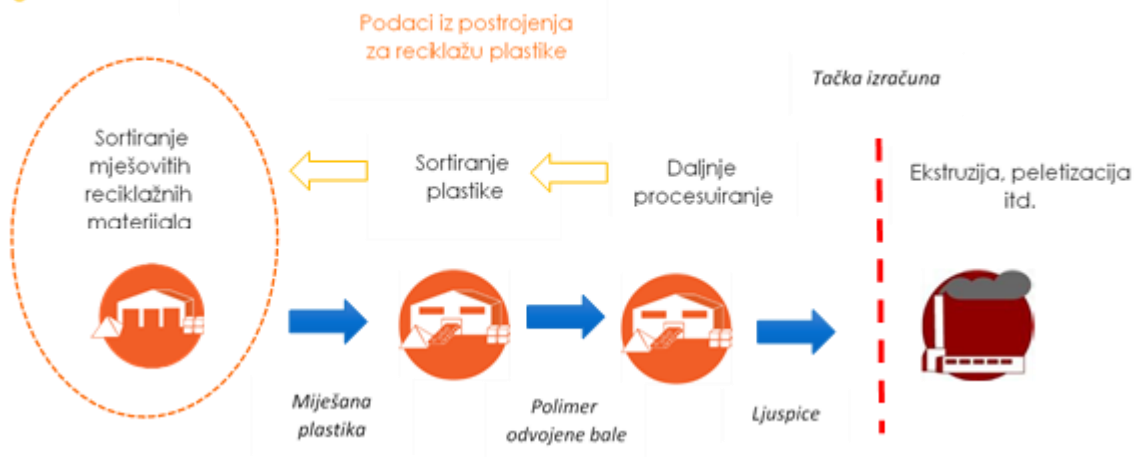 Podaci iz postrojenja
za reciklažu plastike
Tačka izračuna
Sortiranje
mješovitih
reciklažnih
materijala
Sortiranje
plastike
Daljnje
procesuiranje
Ekstruzija, peletizacija
itd.
Miješana
plastika
Polimer
odvojene bale
Ljuspice